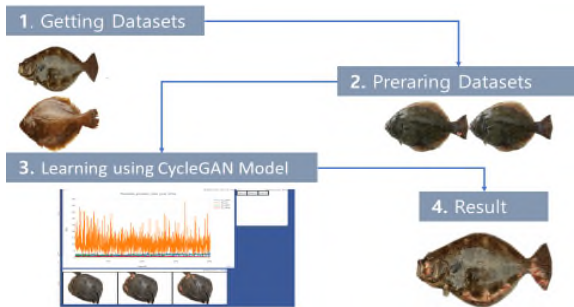 1. Getting Datasets
2. Preraring Datasets
3. Learning using CycleGAN Model
4. Result